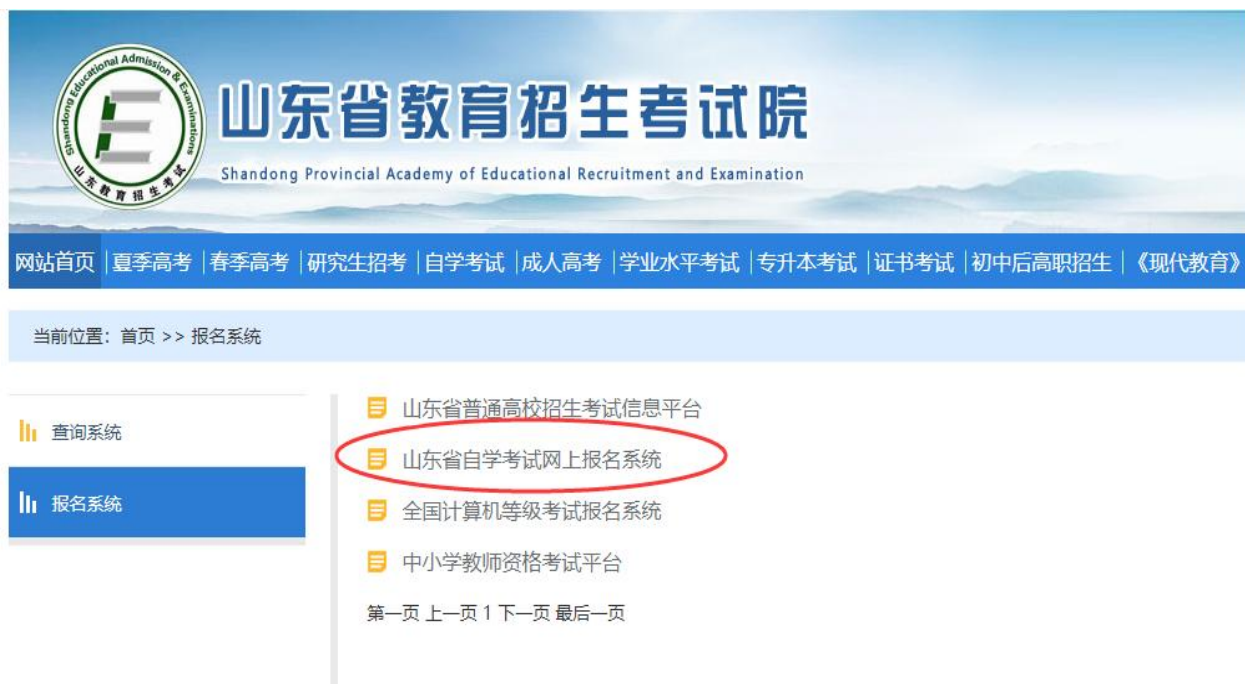 Shandong Educational Admission & Examinations
山东教育招生考试
山东省教育招生考试院
Shandong Provincial Academy of Educational Recruitment and Examination
网站首页 夏季高考 春季高考 研究生招考 自学考试 成人高考 学业水平考试 专升本考试 证书考试 初中后高职招生 《现代教育》
当前位置：首页 >> 报名系统
查询系统
报名系统
山东省普通高校招生考试信息平台
山东省自学考试网上报名系统
全国计算机等级考试报名系统
中小学教师资格考试平台
第一页 上一页 1 下一页 最后一页